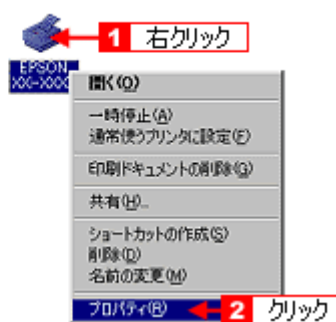 1 右クリック
EPSON
XX-XXXX
開く(O)
一時停止(A)
通常使うプリンタに設定(F)
印刷ドキュメントの削除(G)
共有(H)...
ショートカットの作成(S)
削除(D)
名前の変更(M)
プロパティ(R) 2 クリック